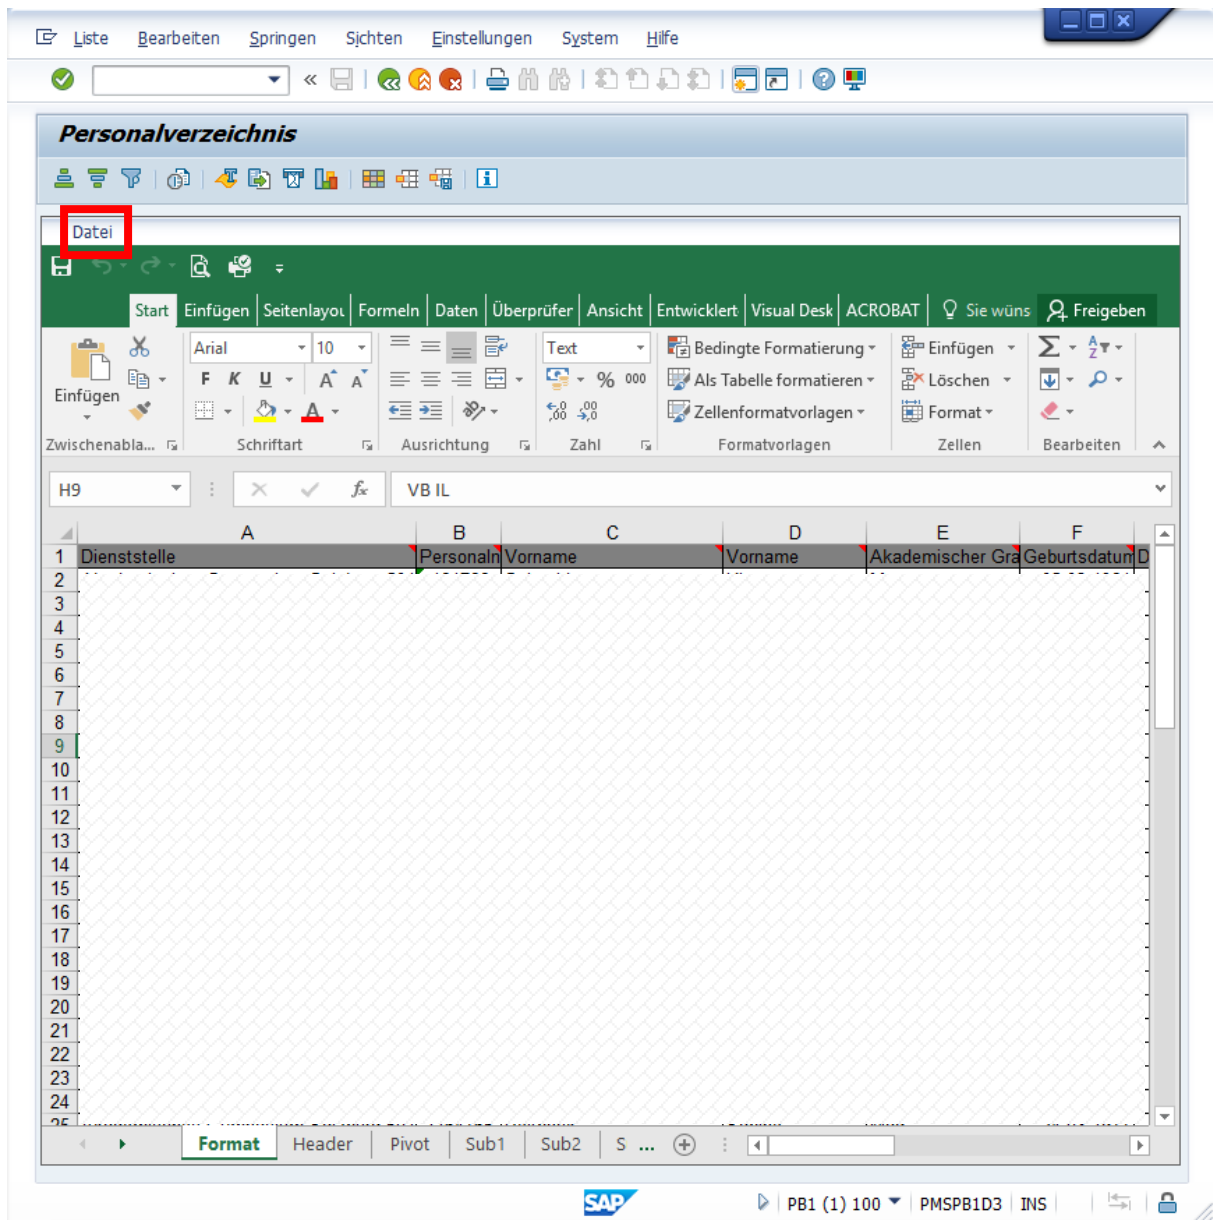 Liste Bearbeiten Springen Sichten Einstellungen System Hilfe
Personalverzeichnis
Datei
Start Einfügen Seitenlayou Formeln Daten Überprüfer Ansicht Entwicklert Visual Desk ACROBAT Sie wüns Freigeben
Arial 10 Text Bedingte Formatierung Einfügen
Einfügen F K U A A % 000 Als Tabelle formatieren Löschen
A Zellenformatvorlagen Format
Zwischenabla... Schriftart Ausrichtung Zahl Formatvorlagen Zellen Bearbeiten
H9 fx VB IL
A B C D E F
1 Dienststelle Personaln Vorname Vorname Akademischer Gra Geburtsdatum D
2
3
4
5
6
7
8
9
10
11
12
13
14
15
16
17
18
19
20
21
22
23
24
25
Format Header Pivot Sub1 Sub2 S ...
SAP PB1 (1) 100 PMSPB1D3 INS